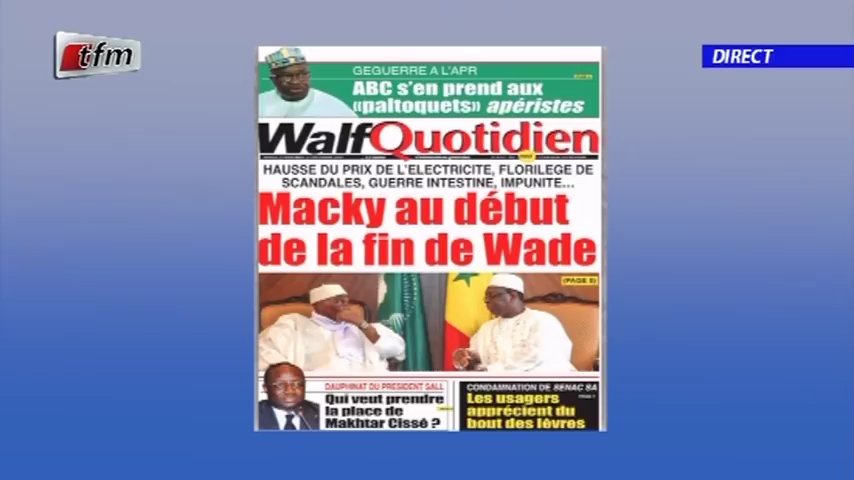 tfm
DIRECT
GEGUERRE A L'APR
ABC s'en prend aux
«paltoquets» apéristes
WalfQuotidien
HAUSSE DU PRIX DE L'ELECTRICITE, FLORILEGE DE
SCANDALES, GUERRE INTESTINE, IMPUNITE...
Macky au début
de la fin de Wade
(PAGE 5)
DAUPHINAT DU PRESIDENT SALL
Qui veut prendre
la place de
Makhtar Cissé ?
CONDAMNATION DE SENAC SA
Les usagers
apprécient du
bout des lèvres